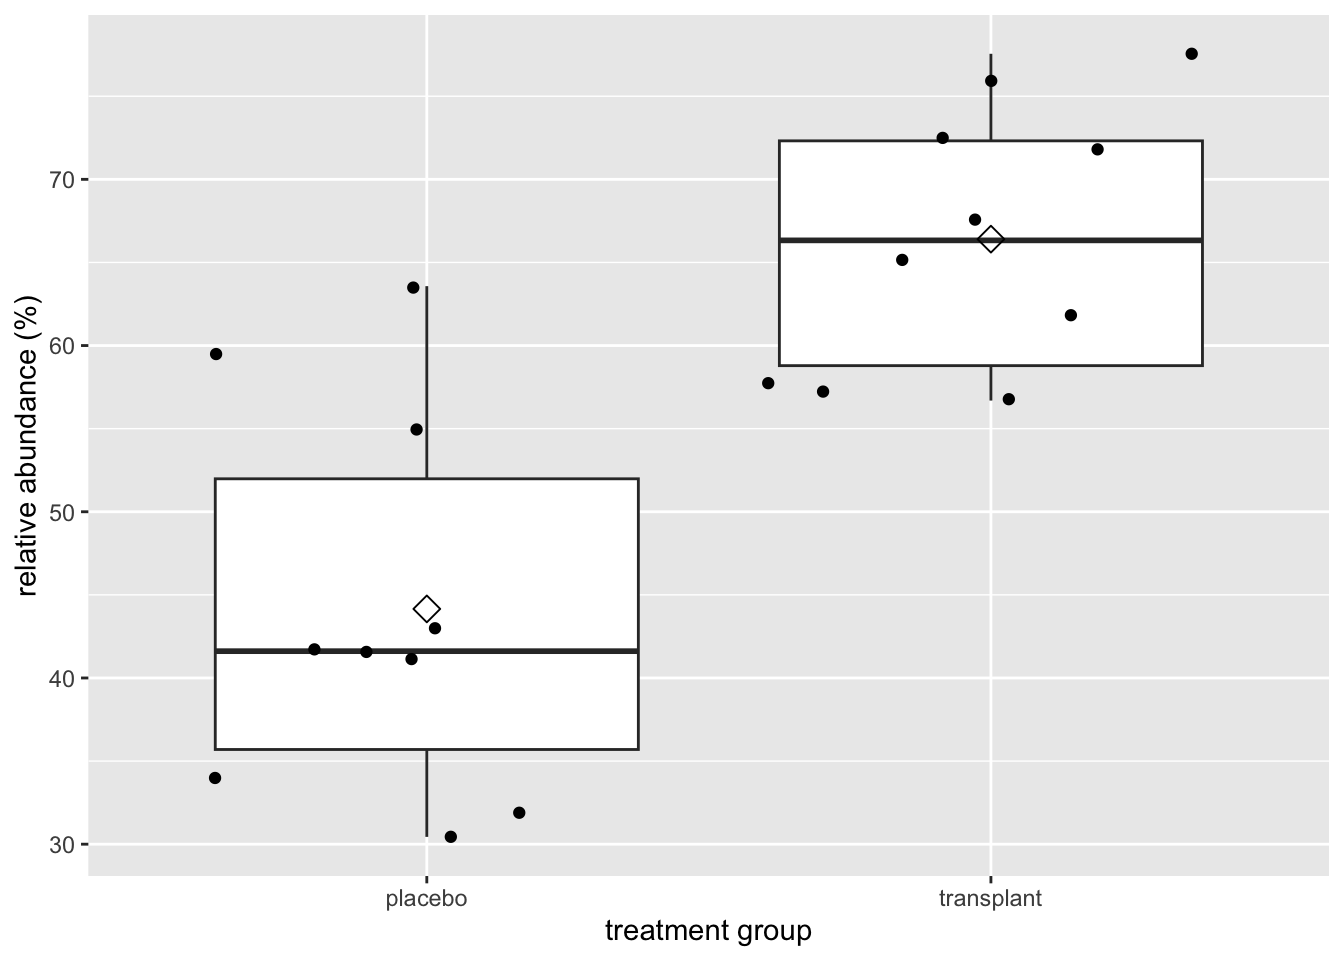 relative abundance (%)
70
60
50
40
30
placebo
transplant
treatment group